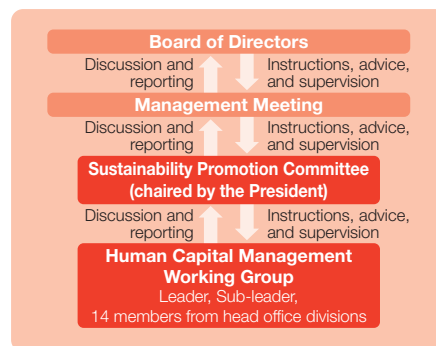 Board of Directors
Discussion and
reporting
Instructions, advice,
and supervision
Management Meeting
Discussion and
reporting
Instructions, advice,
and supervision
Sustainability Promotion Committee
(chaired by the President)
Discussion and
reporting
Instructions, advice,
and supervision
Human Capital Management
Working Group
Leader, Sub-leader,
14 members from head office divisions